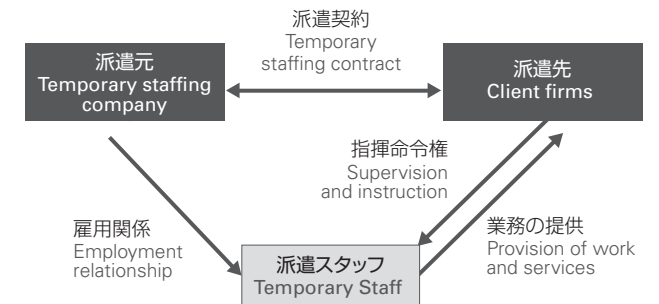 派遣契約
Temporary
staffing contract
派遣元
Temporary staffing
company
派遣先
Client firms
指揮命令権
Supervision
and instruction
雇用関係
Employment
relationship
業務の提供
Provision of work
and services
派遣スタッフ
Temporary Staff